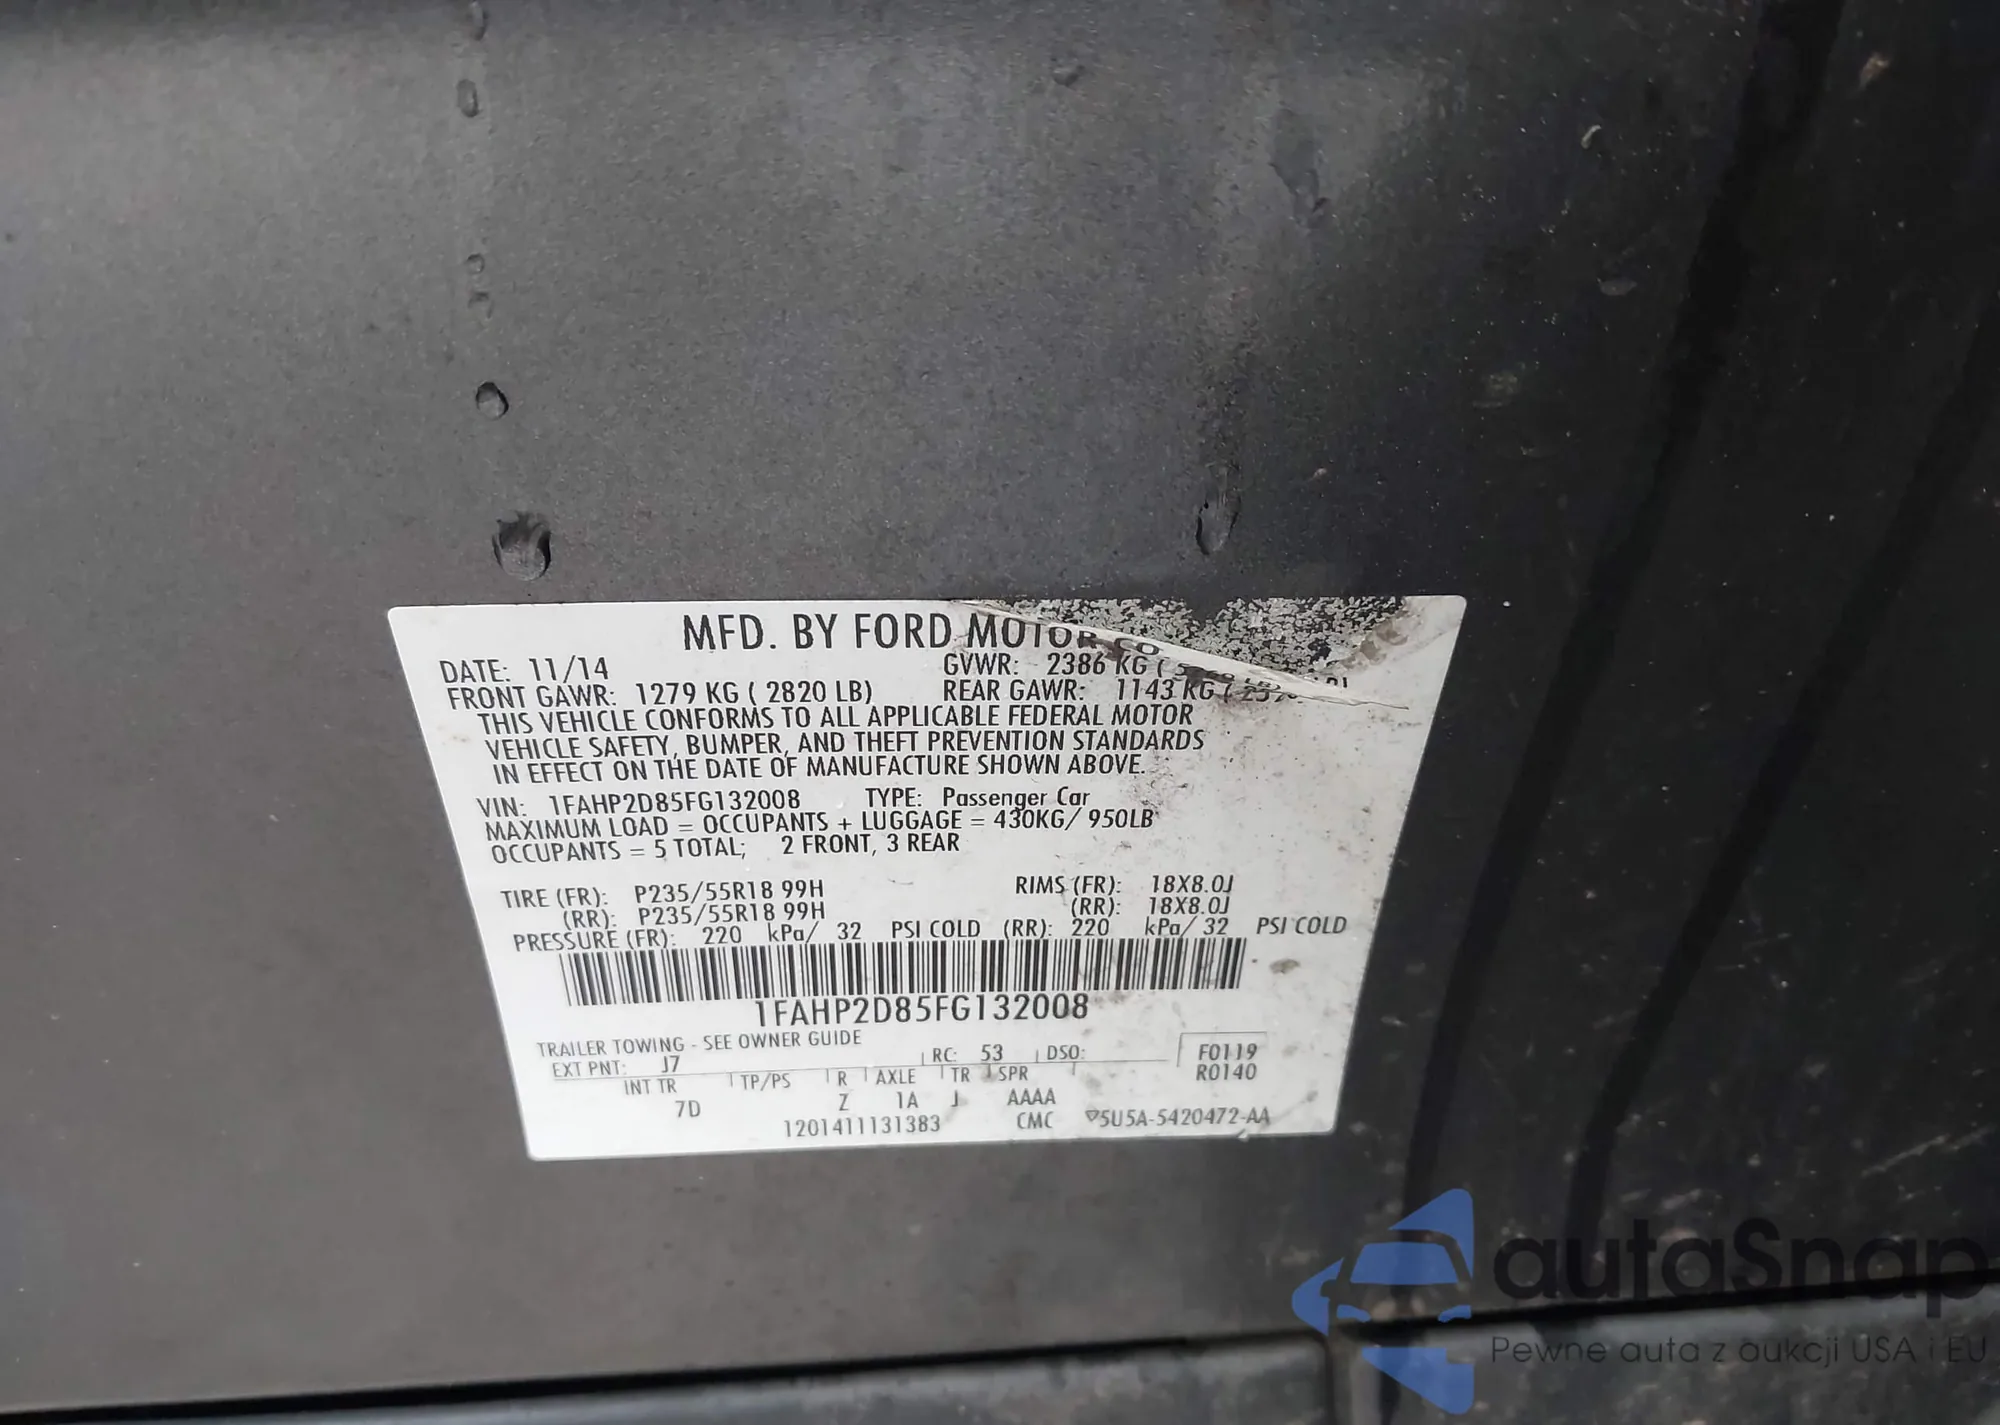 MFD. BY FORD MOTOR CO
DATE: 11/14 GVWR: 2386 KG (
FRONT GAWR: 1279 KG ( 2820 LB) REAR GAWR: 1143 KG (
THIS VEHICLE CONFORMS TO ALL APPLICABLE FEDERAL MOTOR
VEHICLE SAFETY, BUMPER, AND THEFT PREVENTION STANDARDS
IN EFFECT ON THE DATE OF MANUFACTURE SHOWN ABOVE.
VIN: 1FAHP2D85FG132008 TYPE: Passenger Car
MAXIMUM LOAD = OCCUPANTS + LUGGAGE = 430KG/ 950LB
OCCUPANTS = 5 TOTAL; 2 FRONT, 3 REAR
TIRE (FR): P235/55R18 99H RIMS (FR): 18X8.0J
(RR): P235/55R18 99H (RR): 18X8.0J
PRESSURE (FR): 220 kPa/ 32 PSI COLD (RR): 220 kPa/ 32 PSI COLD
1FAHP2D85FG132008
TRAILER TOWING - SEE OWNER GUIDE
EXT PNT: J7 RC: 53 DSO: F0119
INT TR TP/PS R AXLE TR SPR R0140
7D Z 1A J AAAA
1201411131383 CMC ▽5U5A-5420472-AA
autaSnap
Pewne auta z aukcji USA i EU